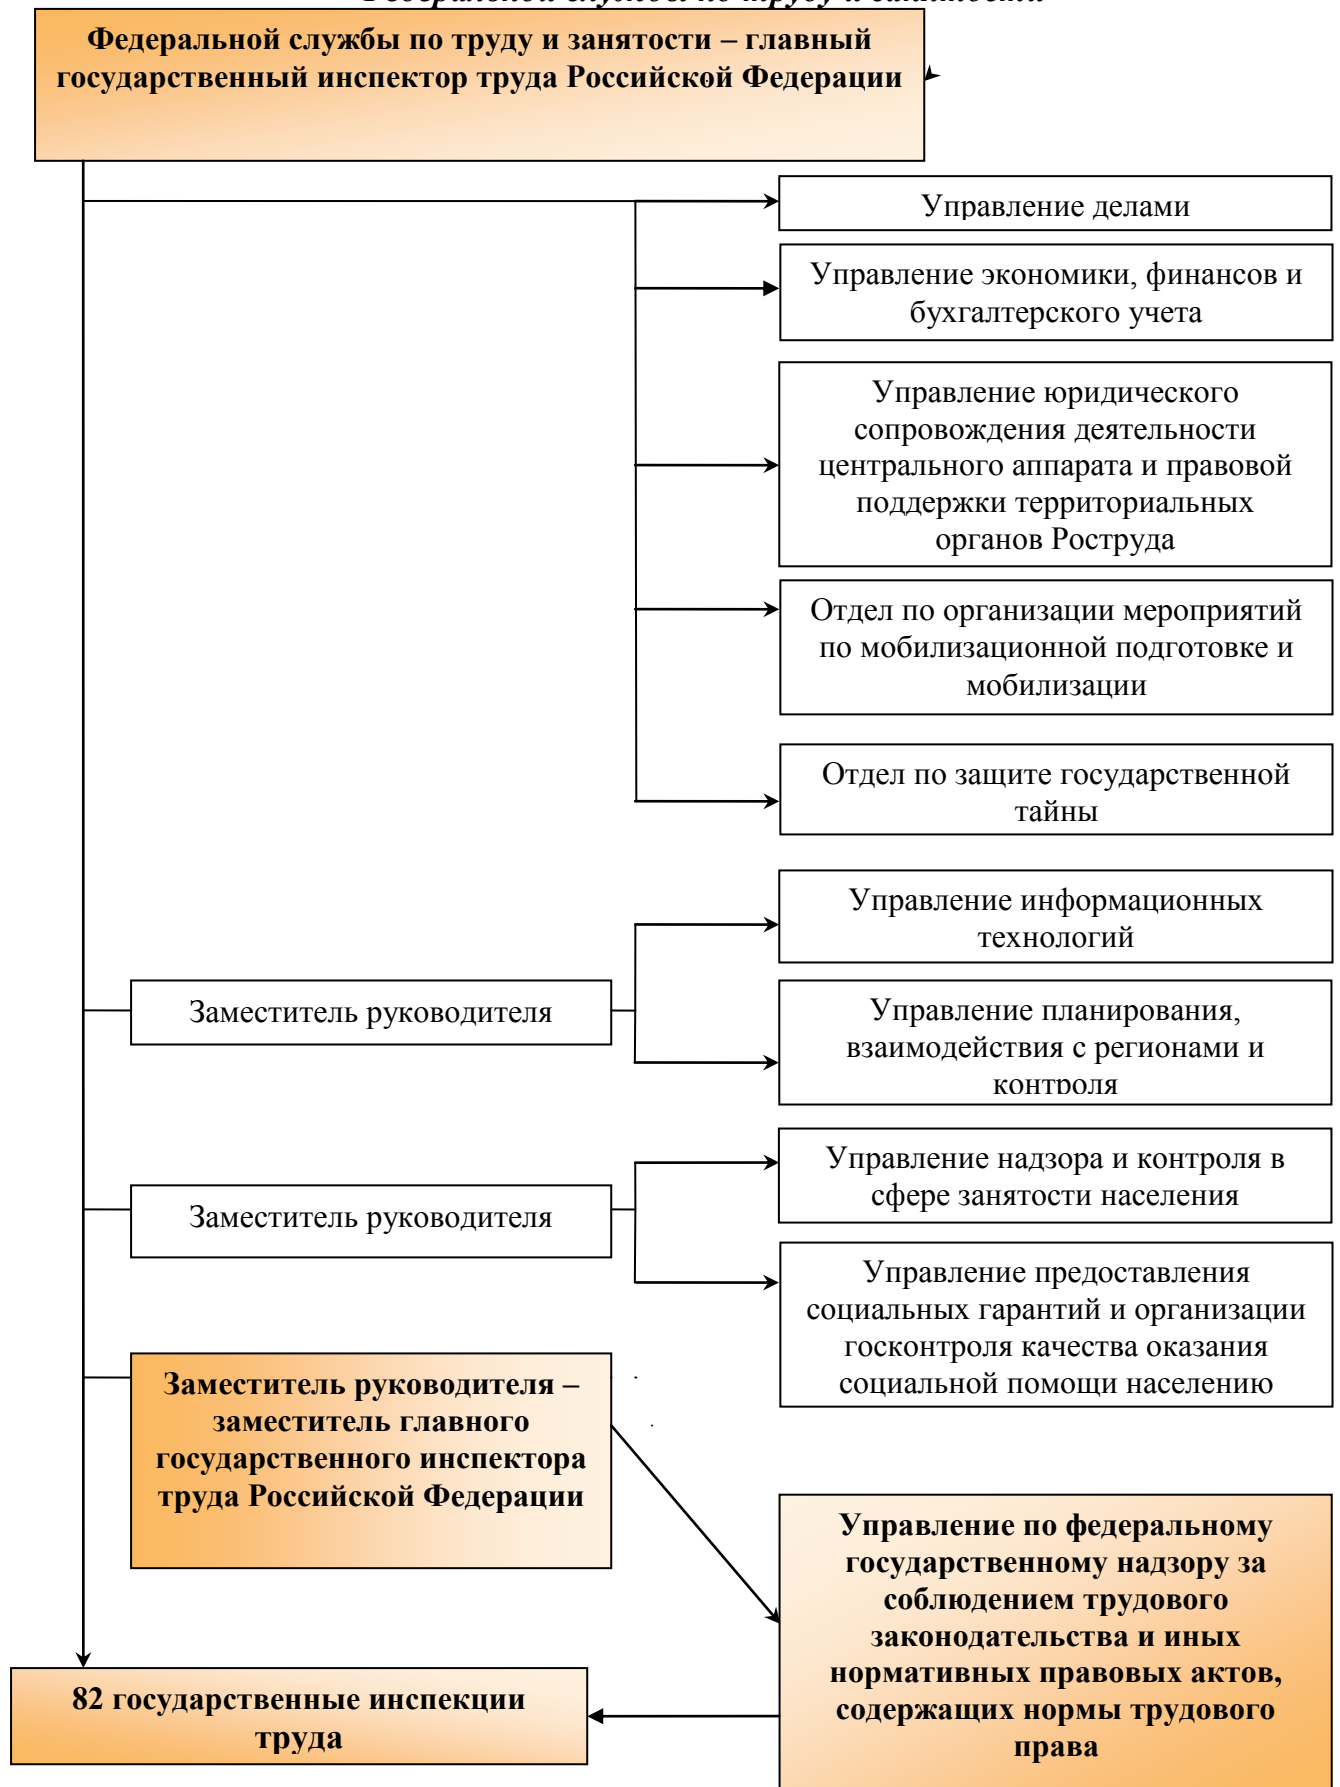 Федеральной службы по труду и занятости
Федеральной службы по труду и занятости – главный
государственный инспектор труда Российской Федерации
Управление делами
Управление экономики, финансов и
бухгалтерского учета
Управление юридического
сопровождения деятельности
центрального аппарата и правовой
поддержки территориальных
органов Роструда
Отдел по организации мероприятий
по мобилизационной подготовке и
мобилизации
Отдел по защите государственной
тайны
Управление информационных
технологий
Заместитель руководителя
Управление планирования,
взаимодействия с регионами и
контроля
Управление надзора и контроля в
сфере занятости населения
Заместитель руководителя
Управление предоставления
социальных гарантий и организации
госконтроля качества оказания
социальной помощи населению
Заместитель руководителя –
заместитель главного
государственного инспектора
труда Российской Федерации
Управление по федеральному
государственному надзору за
соблюдением трудового
законодательства и иных
нормативных правовых актов,
содержащих нормы трудового
права
82 государственные инспекции
труда